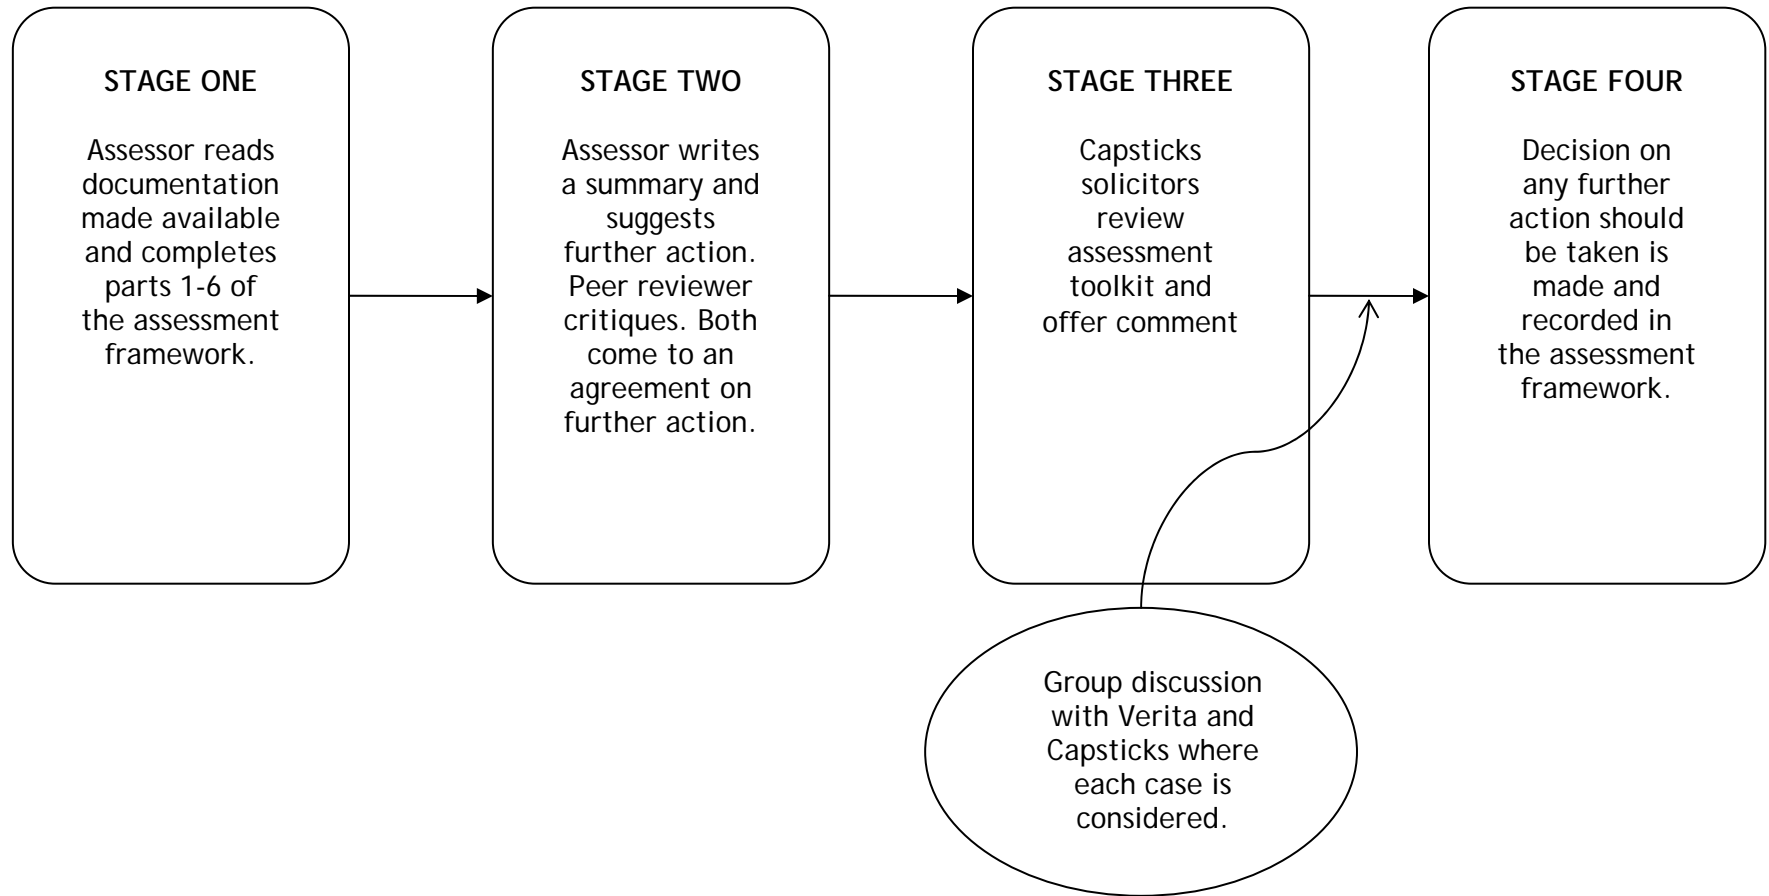 STAGE ONE
Assessor reads
documentation
made available
and completes
parts 1-6 of
the assessment
framework.
STAGE TWO
Assessor writes
a summary and
suggests
further action.
Peer reviewer
critiques. Both
come to an
agreement on
further action.
STAGE THREE
Capsticks
solicitors
review
assessment
toolkit and
offer comment
STAGE FOUR
Decision on
any further
action should
be taken is
made and
recorded in
the assessment
framework.
Group discussion
with Verita and
Capsticks where
each case is
considered.